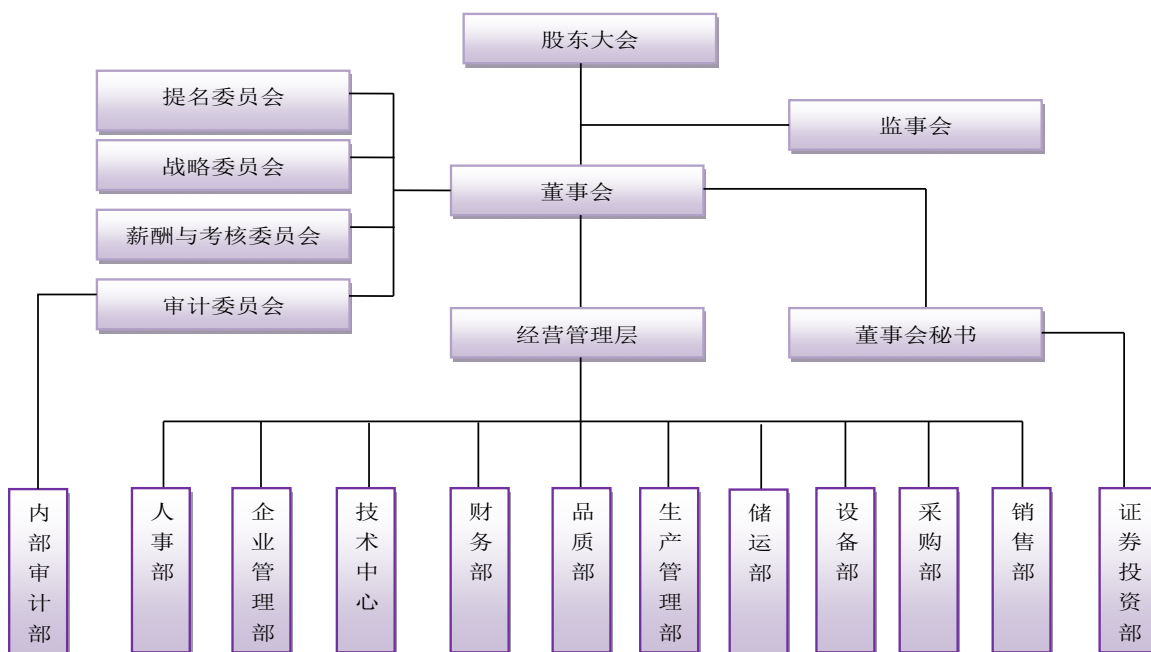 股东大会
提名委员会
监事会
战略委员会
董事会
薪酬与考核委员会
审计委员会
经营管理层
董事会秘书
内部审计部
人事部
企业管理部
技术中心
财务部
品质部
生产管理部
储运部
设备部
采购部
销售部
证券投资部